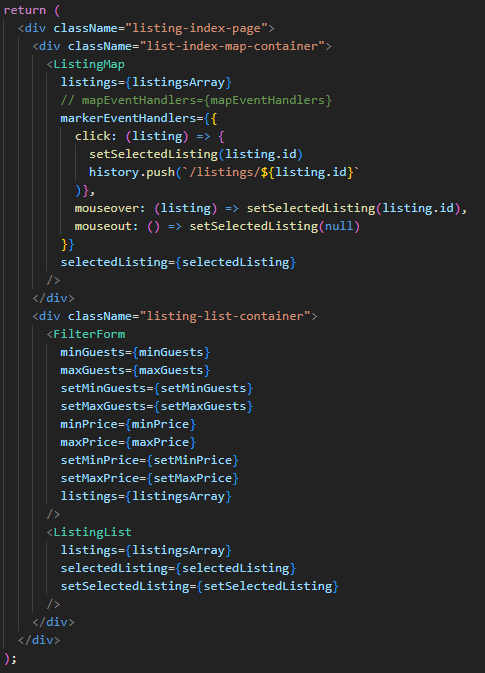 return (
  <div className="listing-index-page">
    <div className="list-index-map-container">
      <ListingMap
        listings={listingsArray}
        // mapEventHandlers={mapEventHandlers}
        markerEventHandlers={{
          click: (listing) => {
            setSelectedListing(listing.id)
            history.push(`/listings/${listing.id}`
          )},
          mouseover: (listing) => setSelectedListing(listing.id),
          mouseout: () => setSelectedListing(null)
        }}
        selectedListing={selectedListing}
      />
    </div>
    <div className="listing-list-container">
      <FilterForm
        minGuests={minGuests}
        maxGuests={maxGuests}
        setMinGuests={setMinGuests}
        setMaxGuests={setMaxGuests}
        minPrice={minPrice}
        maxPrice={maxPrice}
        setMinPrice={setMinPrice}
        setMaxPrice={setMaxPrice}
        listings={listingsArray}
      />
      <ListingList
        listings={listingsArray}
        selectedListing={selectedListing}
        setSelectedListing={setSelectedListing}
      />
    </div>
  </div>
);